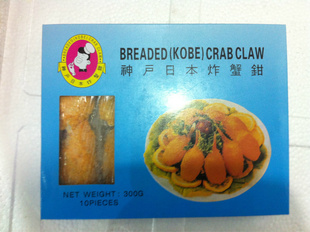 BREADED (KOBE) CRAB CLAW
神戶日本炸蟹鉗
NET WEIGHT: 300G
10PIECES